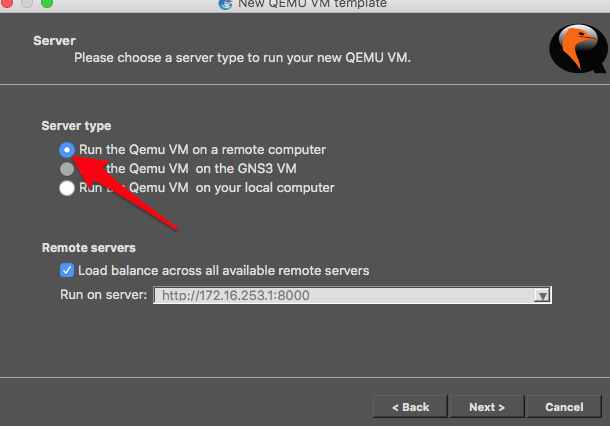 New QEMU VM template
Server
Please choose a server type to run your new QEMU VM.
Server type
Run the Qemu VM on a remote computer
the Qemu VM on the GNS3 VM
Run the Qemu VM on your local computer
Remote servers
Load balance across all available remote servers
Run on server: http://172.16.253.1:8000
< Back Next > Cancel